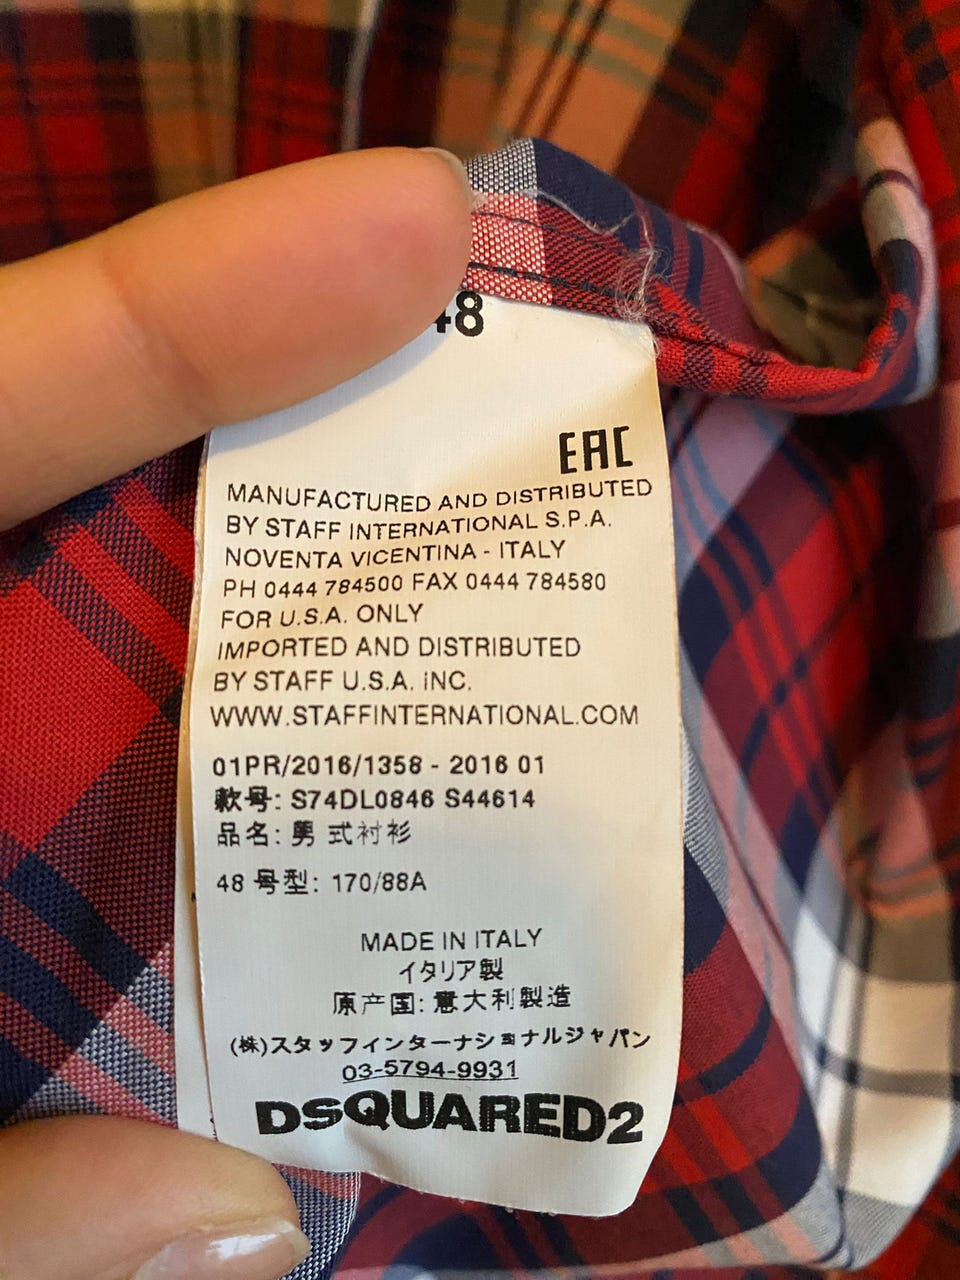 48
EAC
MANUFACTURED AND DISTRIBUTED
BY STAFF INTERNATIONAL S.P.A.
NOVENTA VICENTINA - ITALY
PH 0444 784500 FAX 0444 784580
FOR U.S.A. ONLY
IMPORTED AND DISTRIBUTED
BY STAFF U.S.A. INC.
WWW.STAFFINTERNATIONAL.COM
01PR/2016/1358 - 2016 01
款号: S74DL0846 S44614
品名: 男式衬衫
48 号型: 170/88A
MADE IN ITALY
イタリア製
原产国: 意大利製造
(株)スタッフインターナショナルジャパン
03-5794-9931
DSQUARED2